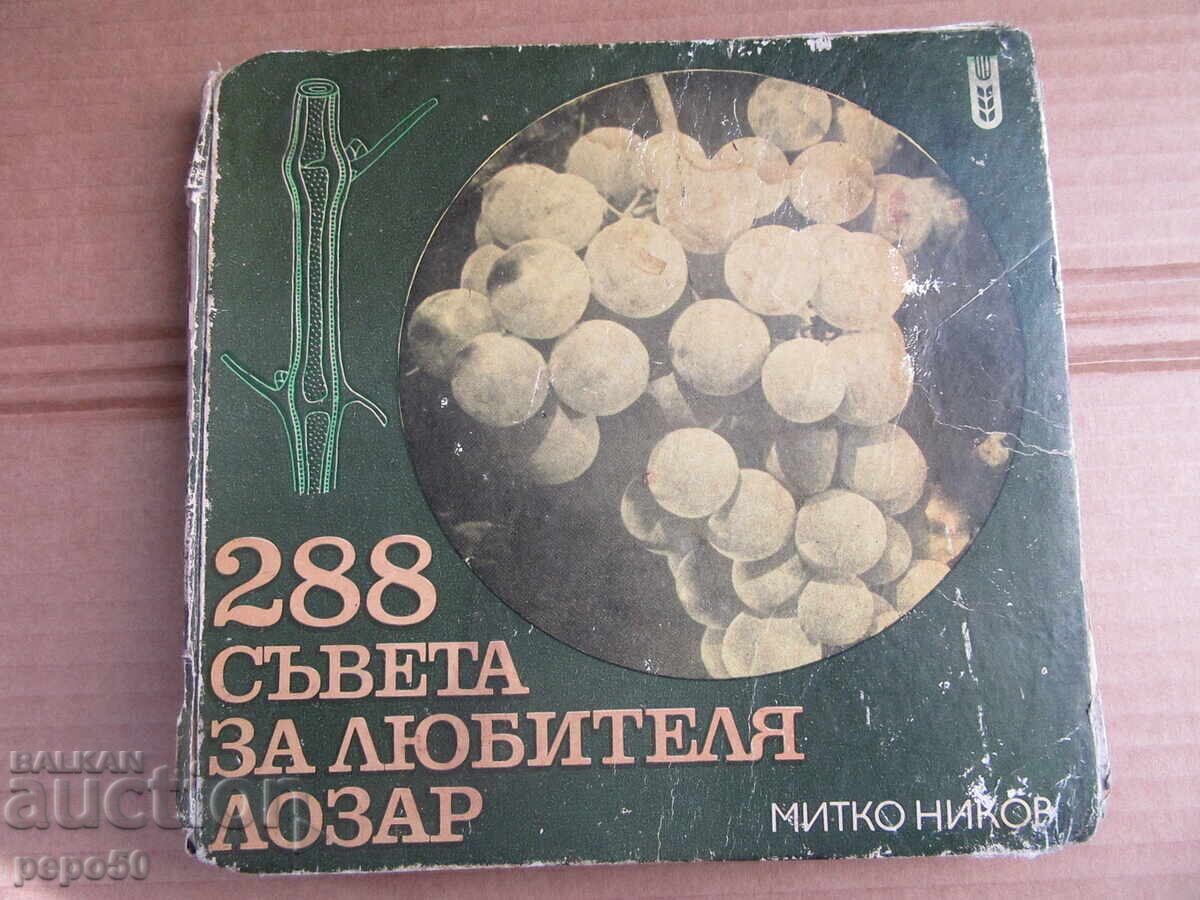 288
СЪВЕТА
ЗА ЛЮБИТЕЛЯ
ЛОЗАР
МИТКО НИКОВ
BALKAN
auction
pepo50